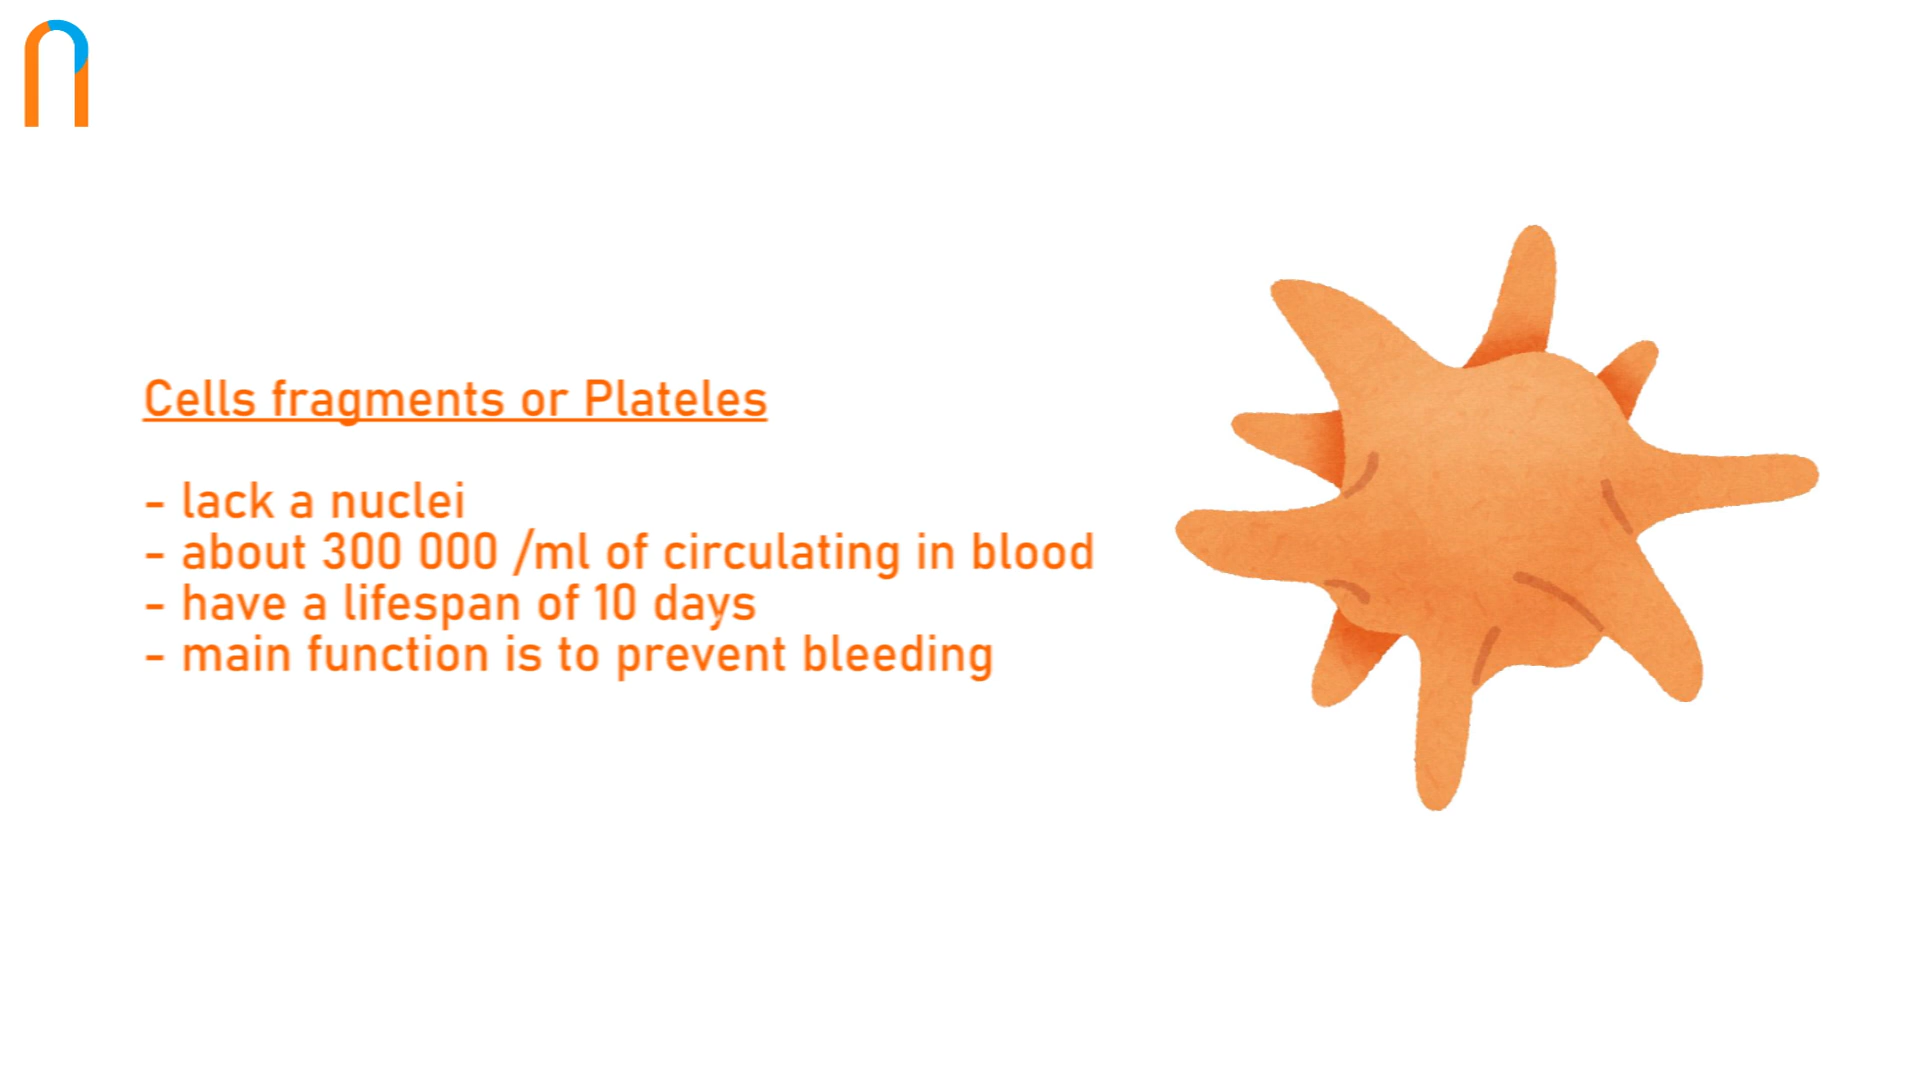 Cells fragments or Plateles
- lack a nuclei
- about 300 000 /ml of circulating in blood
- have a lifespan of 10 days
- main function is to prevent bleeding